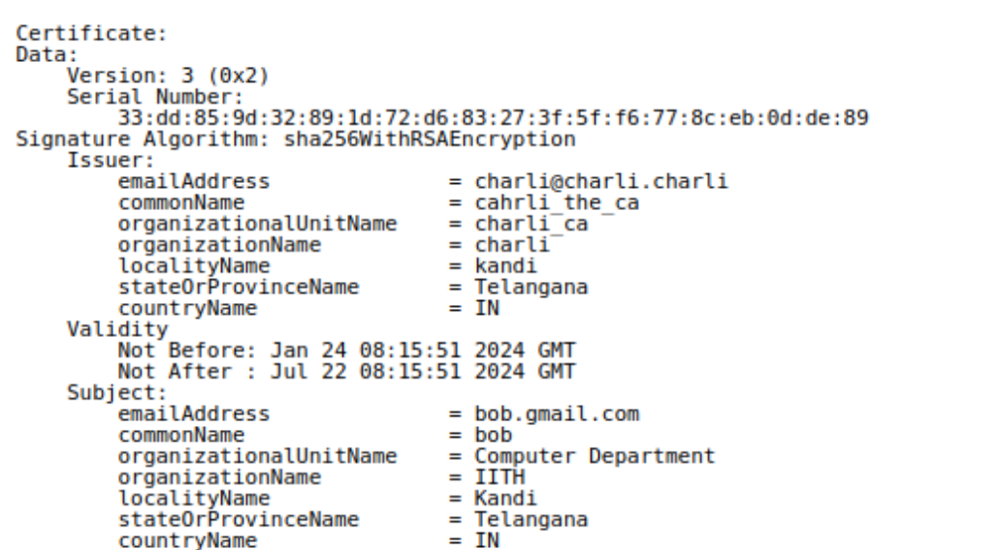 Certificate:
Data:
    Version: 3 (0x2)
    Serial Number:
        33:dd:85:9d:32:89:1d:72:d6:83:27:3f:5f:f6:77:8c:eb:0d:de:89
Signature Algorithm: sha256WithRSAEncryption
    Issuer:
        emailAddress              = charli@charli.charli
        commonName                = cahrli_the_ca
        organizationalUnitName    = charli_ca
        organizationName          = charli
        localityName              = kandi
        stateOrProvinceName       = Telangana
        countryName               = IN
    Validity
        Not Before: Jan 24 08:15:51 2024 GMT
        Not After : Jul 22 08:15:51 2024 GMT
    Subject:
        emailAddress              = bob.gmail.com
        commonName                = bob
        organizationalUnitName    = Computer Department
        organizationName          = IITH
        localityName              = Kandi
        stateOrProvinceName       = Telangana
        countryName               = IN